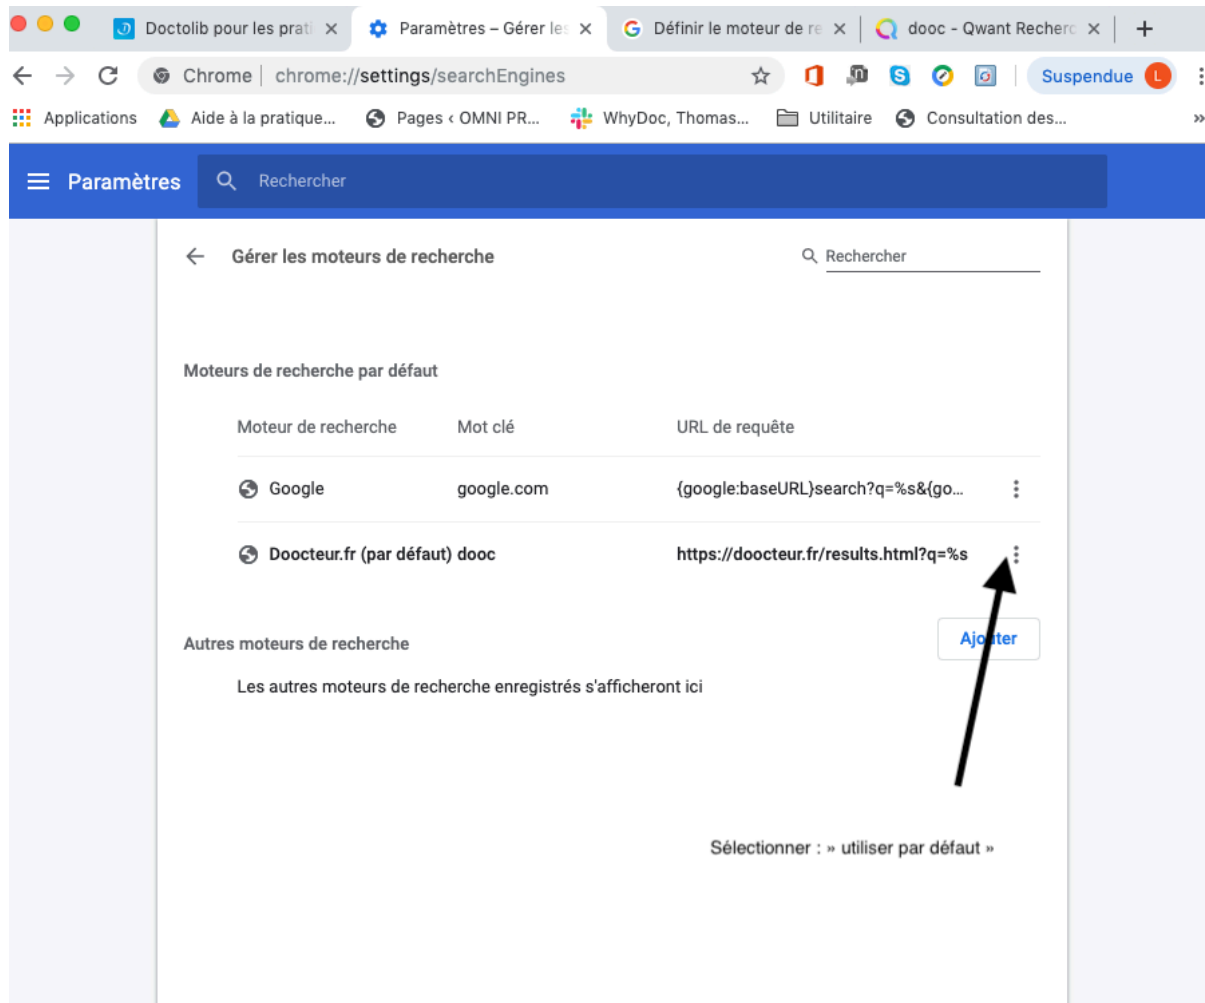 Doctolib pour les prati
Paramètres – Gérer les
Définir le moteur de re
dooc - Qwant Recherc
Chrome chrome://settings/searchEngines
Suspendue L
Applications
Aide à la pratique...
Pages ‹ OMNI PR...
WhyDoc, Thomas...
Utilitaire
Consultation des...
»
Paramètres
Rechercher
Gérer les moteurs de recherche
Rechercher
Moteurs de recherche par défaut
Moteur de recherche Mot clé URL de requête
Google google.com {google:baseURL}search?q=%s&{go...
Doocteur.fr (par défaut) dooc https://doocteur.fr/results.html?q=%s
Autres moteurs de recherche
Ajouter
Les autres moteurs de recherche enregistrés s'afficheront ici
Sélectionner : » utiliser par défaut »